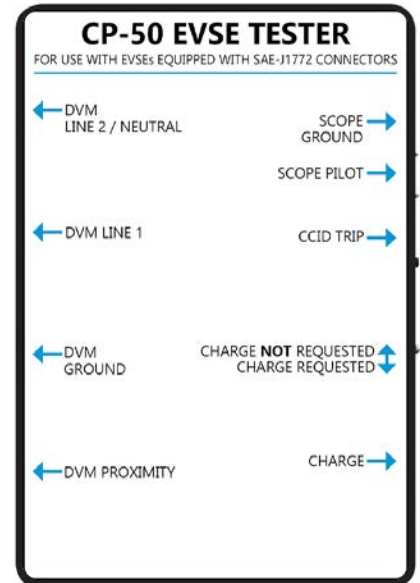 CP-50 EVSE TESTER
FOR USE WITH EVSEs EQUIPPED WITH SAE-J1772 CONNECTORS
DVM
LINE 2 / NEUTRAL
SCOPE
GROUND
SCOPE PILOT
DVM LINE 1
CCID TRIP
DVM
GROUND
CHARGE NOT REQUESTED
CHARGE REQUESTED
DVM PROXIMITY
CHARGE